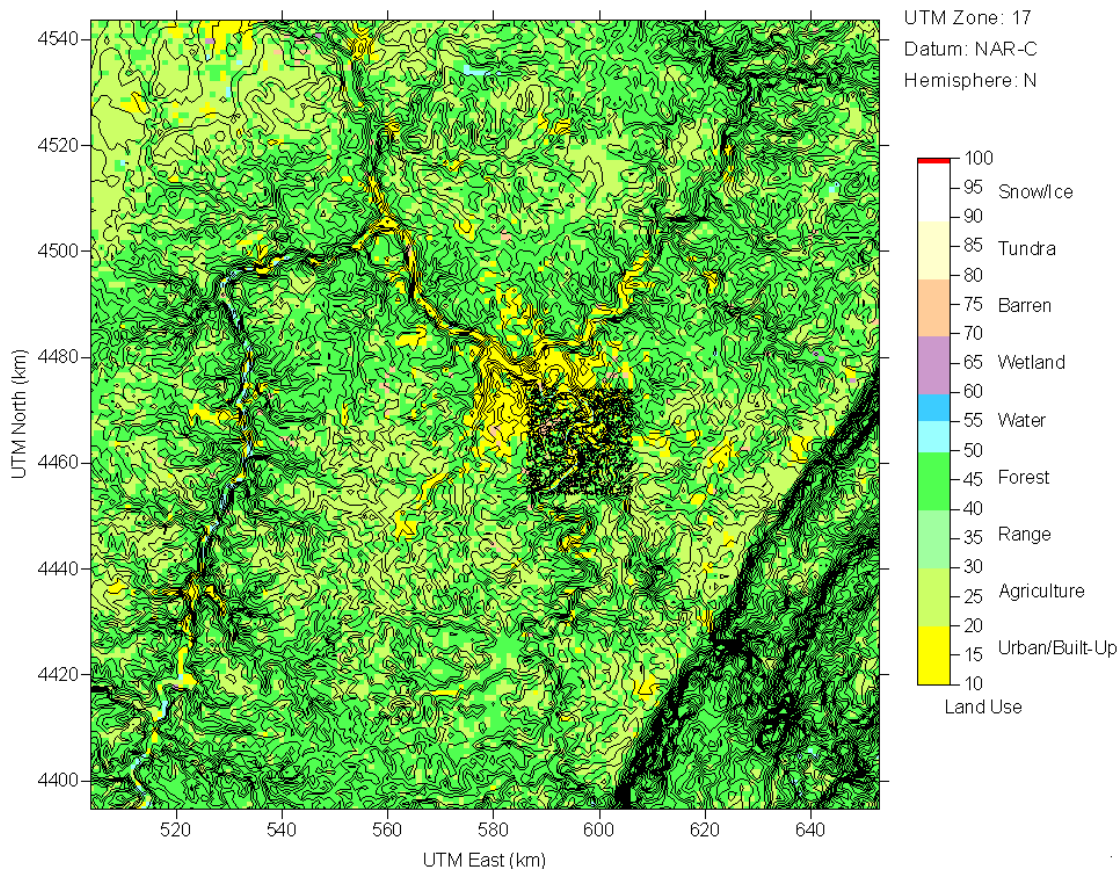 UTM Zone: 17
Datum: NAR-C
Hemisphere: N
4540
4520
4500
4480
4460
4440
4420
4400
UTM North (km)
520
540
560
580
600
620
640
UTM East (km)
100
95
90
85
80
75
70
65
60
55
50
45
40
35
30
25
20
15
10
Snow/Ice
Tundra
Barren
Wetland
Water
Forest
Range
Agriculture
Urban/Built-Up
Land Use